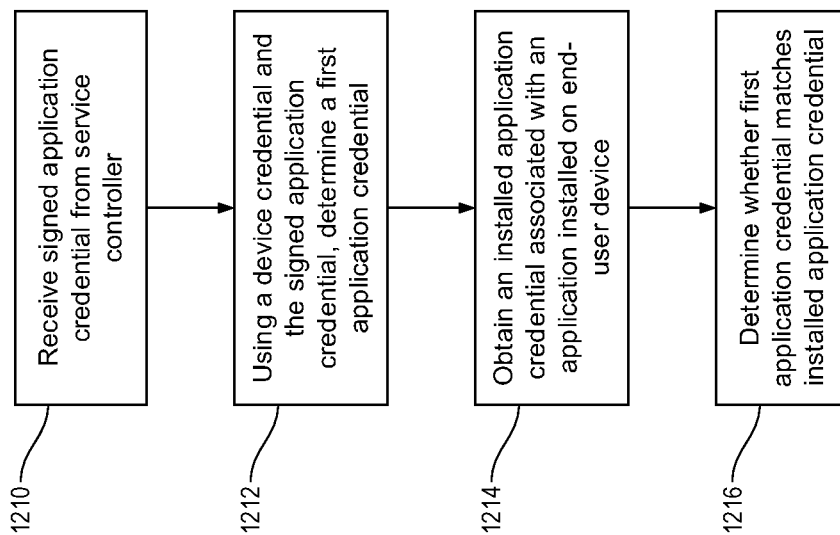 1210
Receive signed application
credential from service
controller
1212
Using a device credential and
the signed application
credential, determine a first
application credential
1214
Obtain an installed application
credential associated with an
application installed on end-
user device
1216
Determine whether first
application credential matches
installed application credential